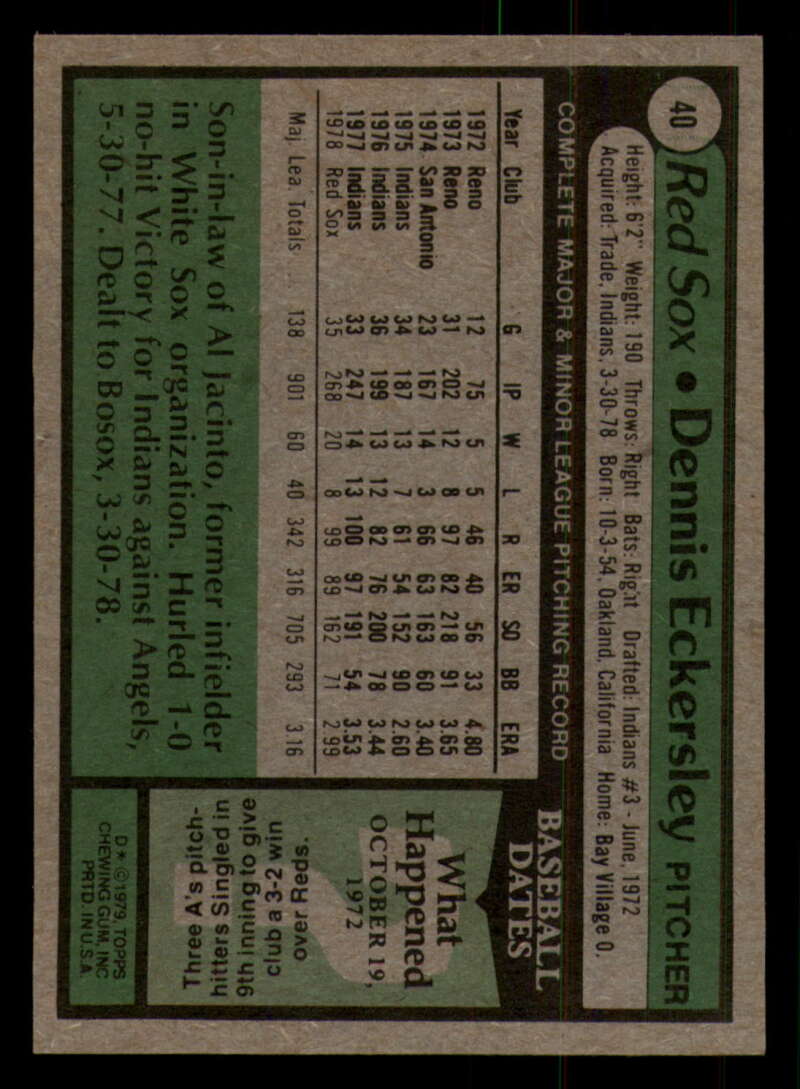 40 Red Sox • Dennis Eckersley PITCHER
Height: 6'2" Weight: 190 Throws: Right Bats: Right Drafted: Indians #3 - June, 1972
Acquired: Trade, Indians, 3-30-78 Born: 10-3-54, Oakland, California Home: Bay Village O.
COMPLETE MAJOR & MINOR LEAGUE PITCHING RECORD
Year Club G IP W L R ER SO BB ERA
1972 Reno 12 75 5 5 46 40 56 33 4.80
1973 Reno 31 202 12 8 97 82 218 91 3.65
1974 San Antonio 23 167 14 3 66 63 163 60 3.40
1975 Indians 34 187 13 7 61 54 152 90 2.60
1976 Indians 36 199 13 12 82 76 200 78 3.44
1977 Indians 33 247 14 13 100 97 191 54 3.53
1978 Red Sox 35 268 20 8 99 89 162 71 2.99
Maj. Lea. Totals 138 901 60 40 342 316 705 293 3.16
Son-in-law of Al Jacinto, former infielder
in White Sox organization. Hurled 1-0
no-hit Victory for Indians against Angels,
5-30-77. Dealt to Bosox, 3-30-78.
BASEBALL
DATES
What
Happened
OCTOBER 19,
1972
Three A's pitch-
hitters Singled in
9th inning to give
club a 3-2 win
over Reds.
D* © 1979, TOPPS
CHEWING GUM, INC
PRTD. IN U.S.A.